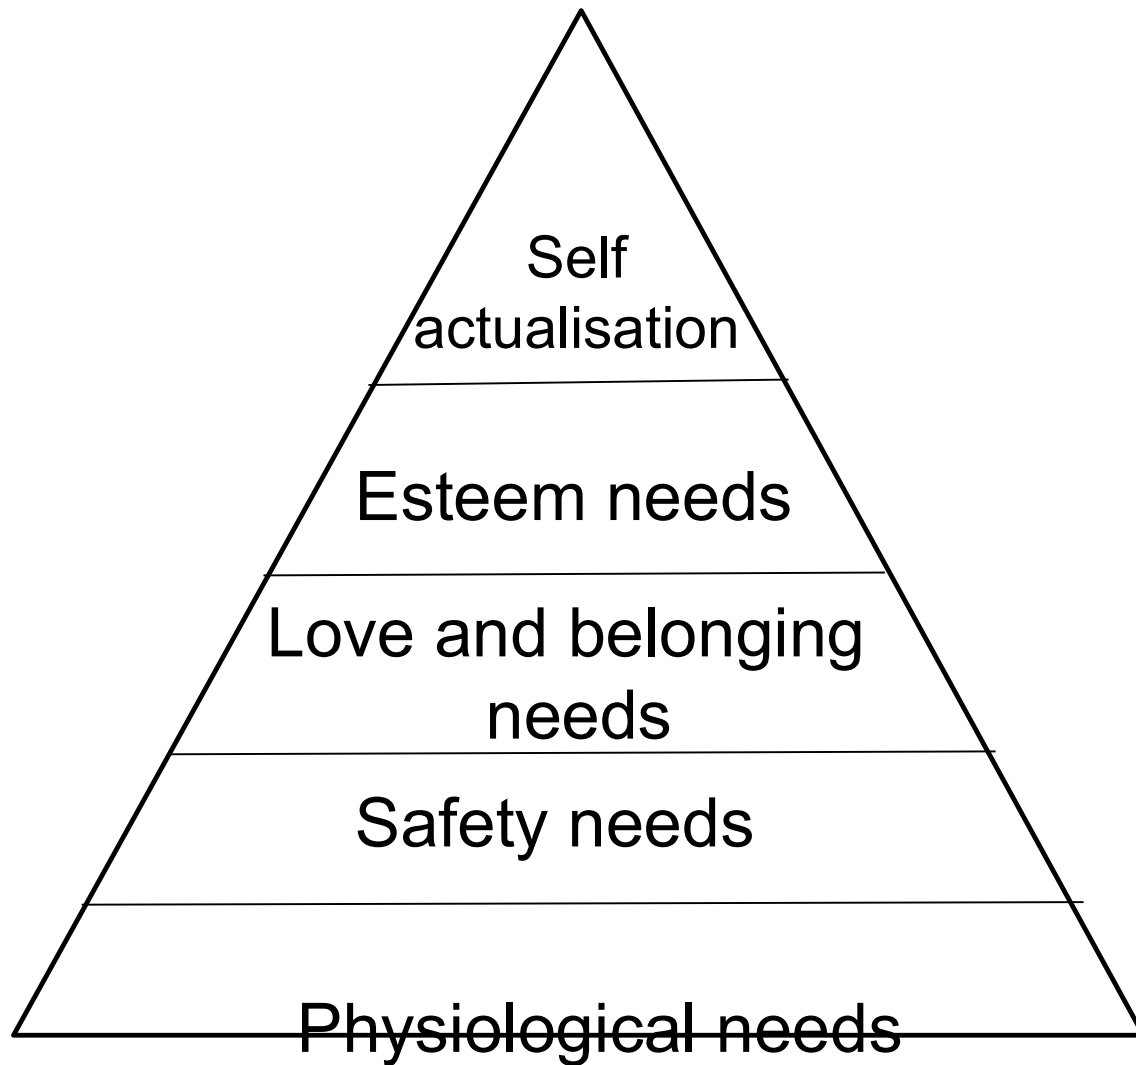 Self
actualisation
Esteem needs
Love and belonging
needs
Safety needs
Physiological needs